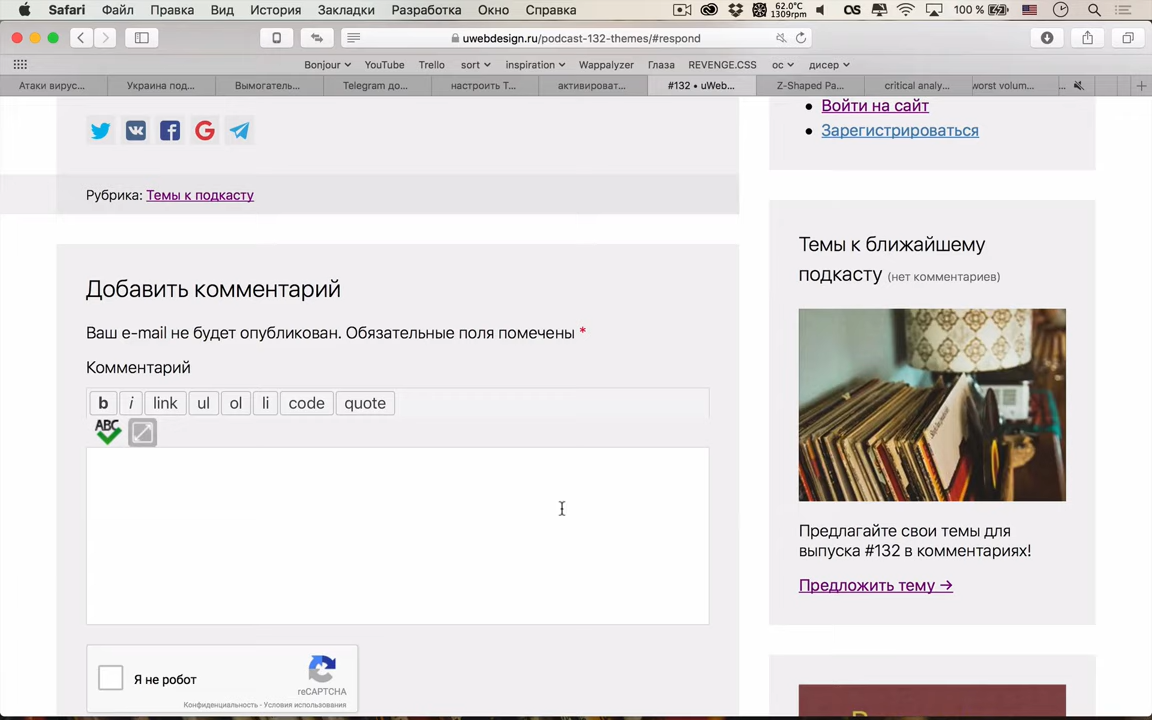 Safari Файл Правка Вид История Закладки Разработка Окно Справка 62.0°C 1309rpm 100 %
uwebdesign.ru/podcast-132-themes/#respond
Bonjour YouTube Trello sort inspiration Wappalyzer Глаза REVENGE.CSS ос дисер
Атаки вирус... Украина под... Вымогатель... Telegram до... настроить Т... активироват... #132 • uWeb... Z-Shaped Pa... critical analy... worst volum... ...
Войти на сайт
Зарегистрироваться
Рубрика: Темы к подкасту
Добавить комментарий
Ваш e-mail не будет опубликован. Обязательные поля помечены *
Комментарий
b i link ul ol li code quote
ABC
Я не робот
reCAPTCHA
Конфиденциальность - Условия использования
Темы к ближайшему
подкасту (нет комментариев)
Предлагайте свои темы для
выпуска #132 в комментариях!
Предложить тему →